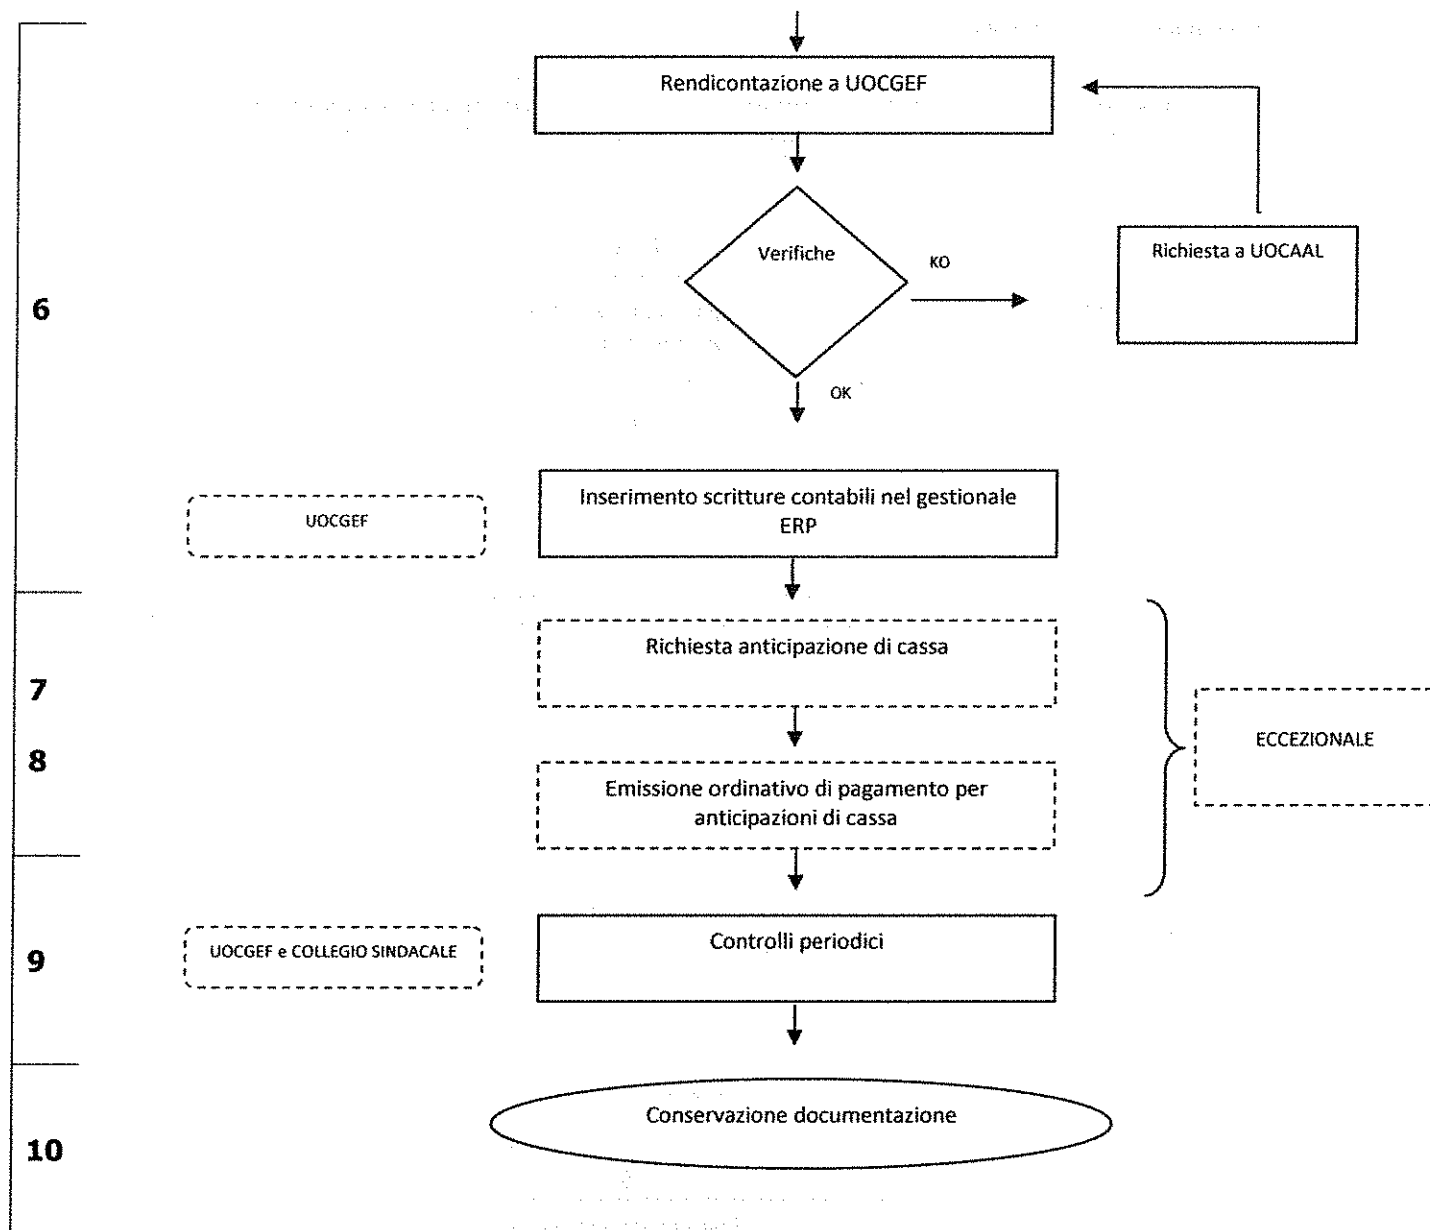 Rendicontazione a UOCGEF
Verifiche
KO
Richiesta a UOCAAL
6
OK
UOCGEF
Inserimento scritture contabili nel gestionale
ERP
7
Richiesta anticipazione di cassa
8
Emissione ordinativo di pagamento per
anticipazioni di cassa
ECCEZIONALE
9
UOCGEF e COLLEGIO SINDACALE
Controlli periodici
10
Conservazione documentazione